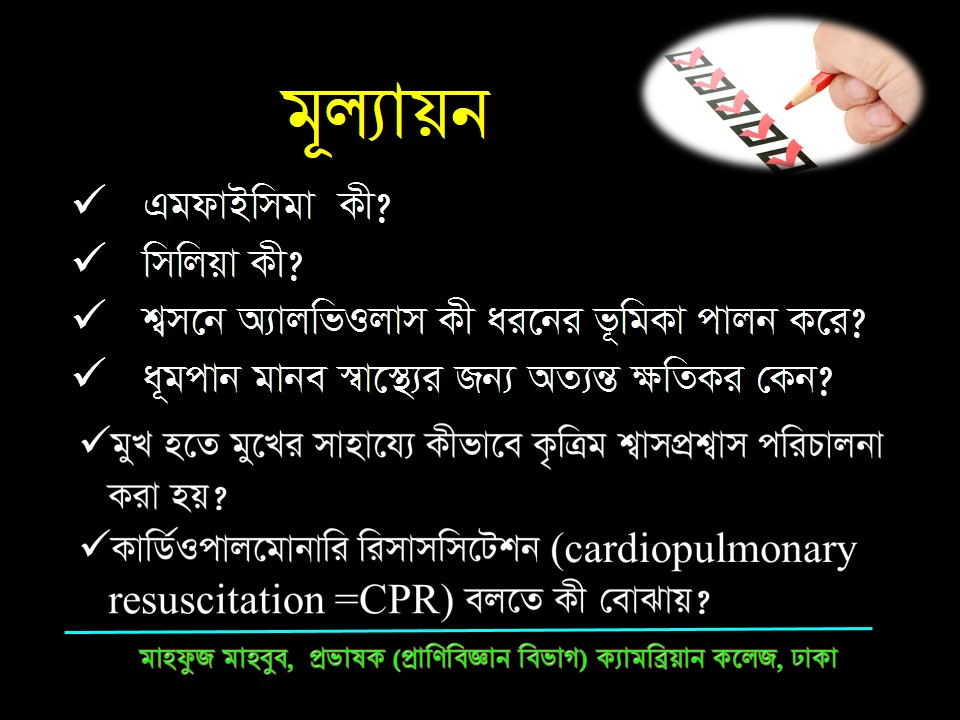 মূল্যায়ন
✓ এমফাইসিমা কী?
✓ সিলিয়া কী?
✓ শ্বসনে অ্যালভিওলাস কী ধরনের ভূমিকা পালন করে?
✓ ধূমপান মানব স্বাস্থ্যের জন্য অত্যন্ত ক্ষতিকর কেন?
✓মুখ হতে মুখের সাহায্যে কীভাবে কৃত্রিম শ্বাসপ্রশ্বাস পরিচালনা
করা হয়?
✓কার্ডিওপালমোনারি রিসাসসিটেশন (cardiopulmonary
resuscitation =CPR) বলতে কী বোঝায়?
মাহফুজ মাহবুব, প্রভাষক (প্রাণিবিজ্ঞান বিভাগ) ক্যামব্রিয়ান কলেজ, ঢাকা